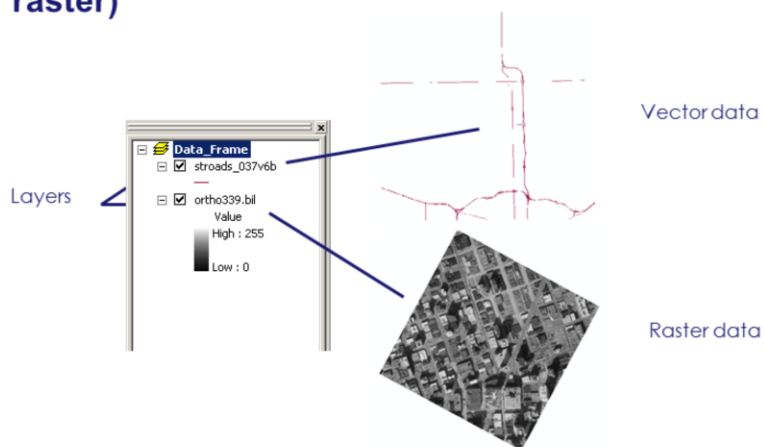 raster)
Vector data
Data_Frame
stroads_037v6b
Layers
ortho339.bil
Value
High : 255
Low : 0
Raster data